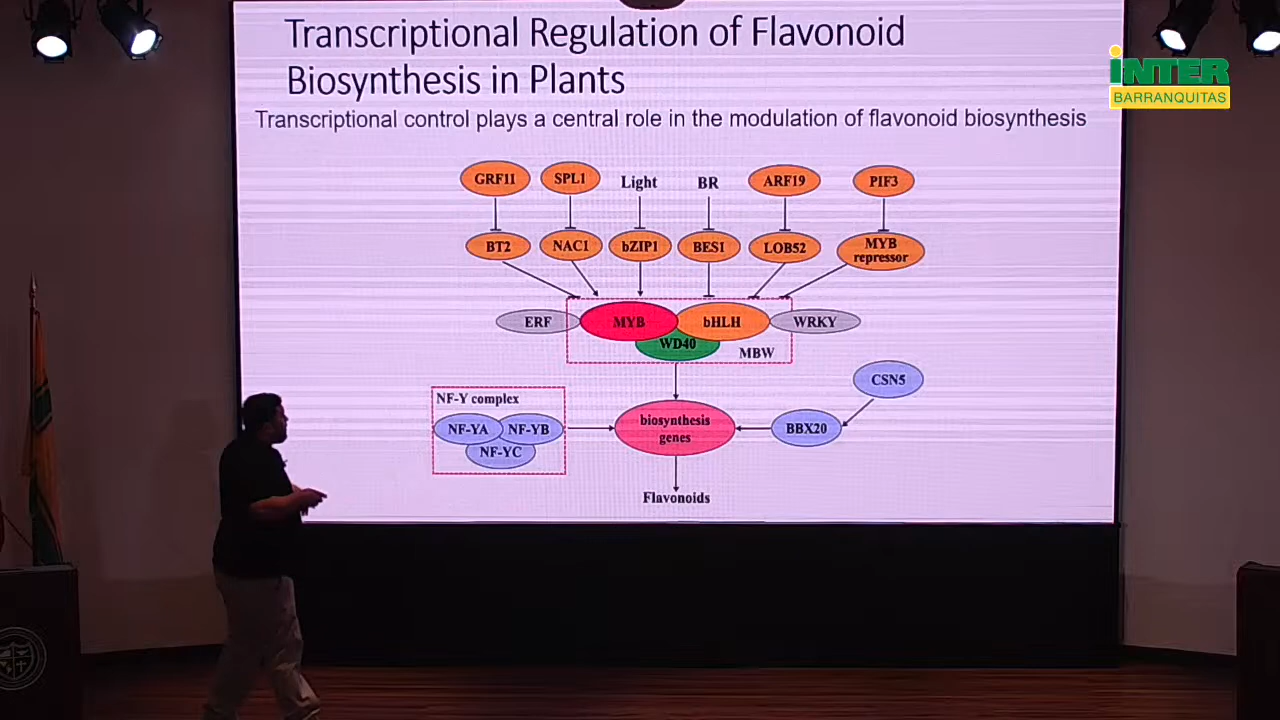 Transcriptional Regulation of Flavonoid
Biosynthesis in Plants
Transcriptional control plays a central role in the modulation of flavonoid biosynthesis
iNTER
BARRANQUITAS
GRF11 SPL1 Light BR ARF19 PIF3
BT2 NAC1 bZIP1 BES1 LOB52 MYB
repressor
ERF MYB bHLH WRKY
WD40 MBW
CSN5
NF-Y complex
NF-YA NF-YB
NF-YC
biosynthesis
genes
BBX20
Flavonoids